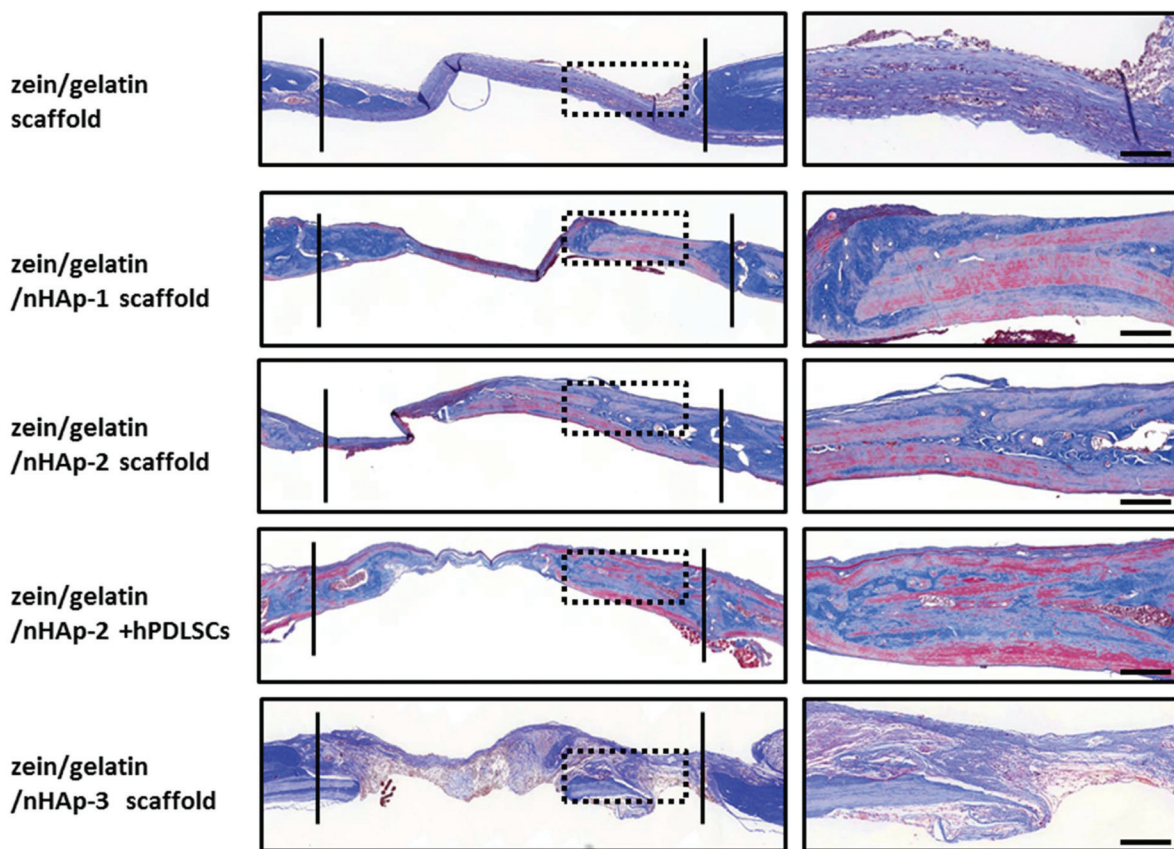 zein/gelatin
scaffold
zein/gelatin
/nHAp-1 scaffold
zein/gelatin
/nHAp-2 scaffold
zein/gelatin
/nHAp-2 +hPDLSCs
zein/gelatin
/nHAp-3 scaffold